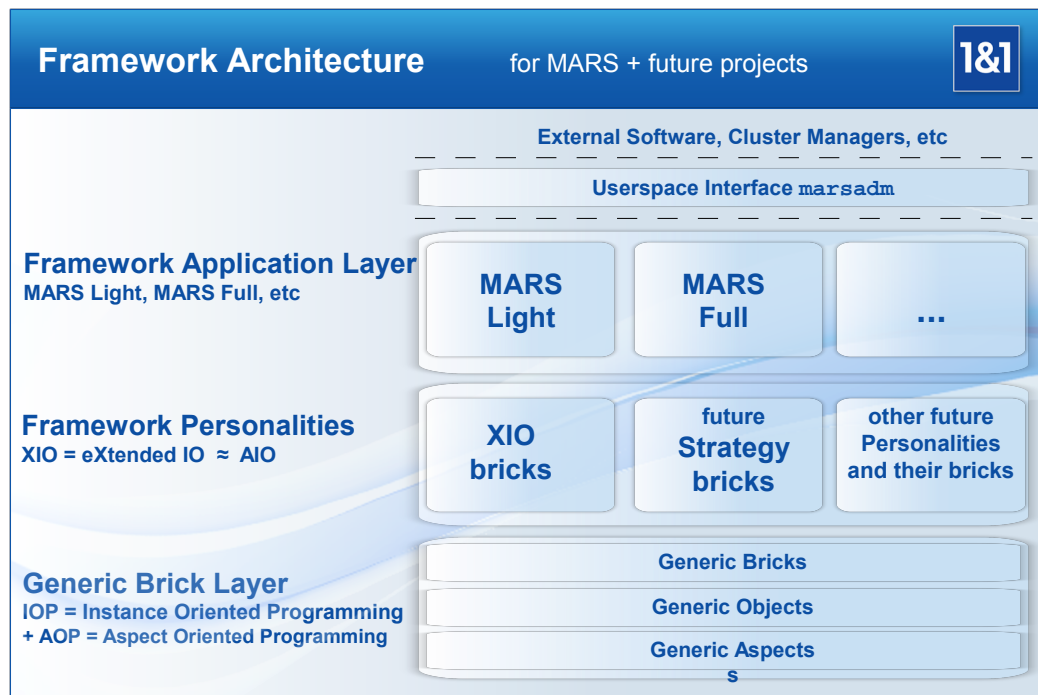 Framework Architecture for MARS + future projects
1&1
External Software, Cluster Managers, etc
Userspace Interface marsadm
Framework Application Layer
MARS Light, MARS Full, etc
MARS
Light
MARS
Full
...
Framework Personalities
XIO = eXtended IO ≈ AIO
XIO
bricks
future
Strategy
bricks
other future
Personalities
and their bricks
Generic Brick Layer
IOP = Instance Oriented Programming
+ AOP = Aspect Oriented Programming
Generic Bricks
Generic Objects
Generic Aspects
s